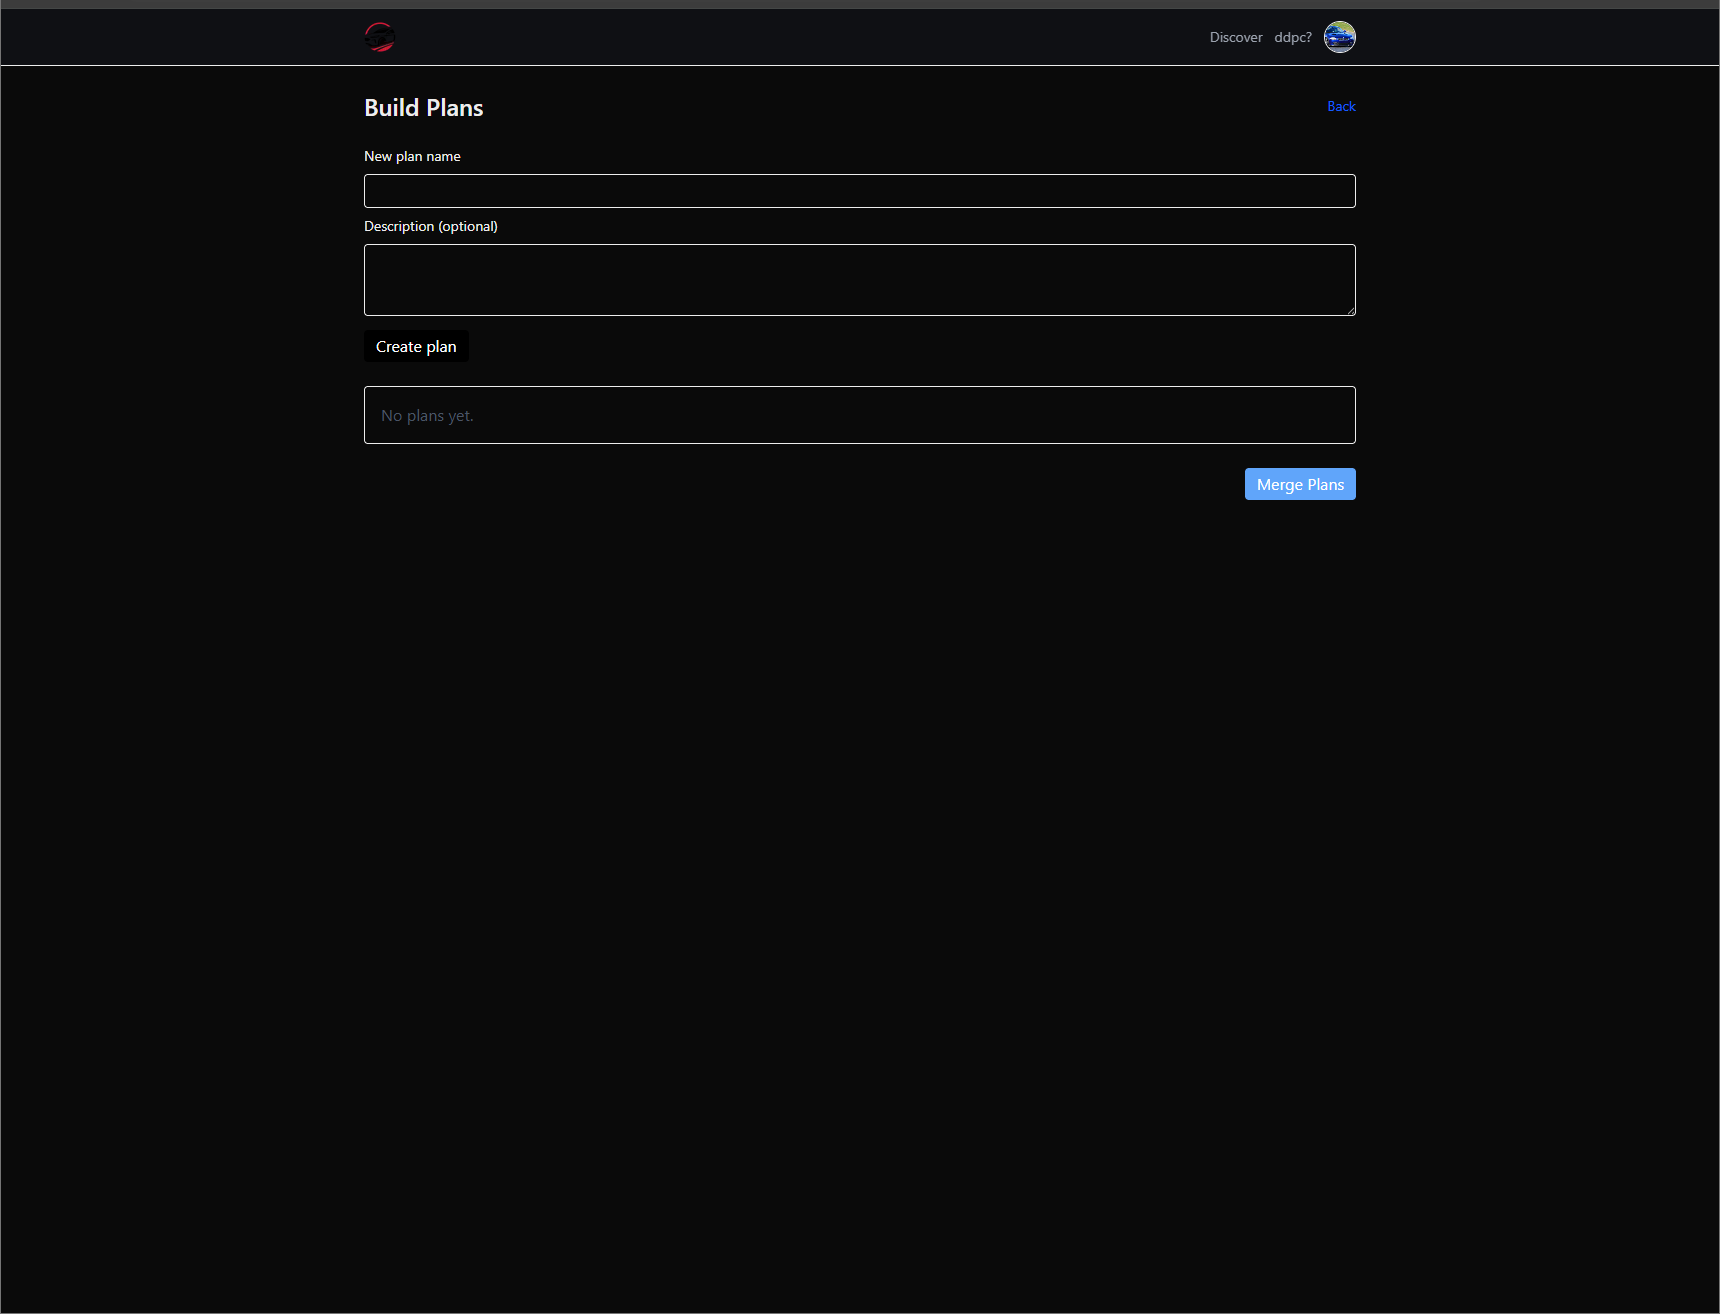 Discover ddpc?
Build Plans
Back
New plan name
Description (optional)
Create plan
No plans yet.
Merge Plans